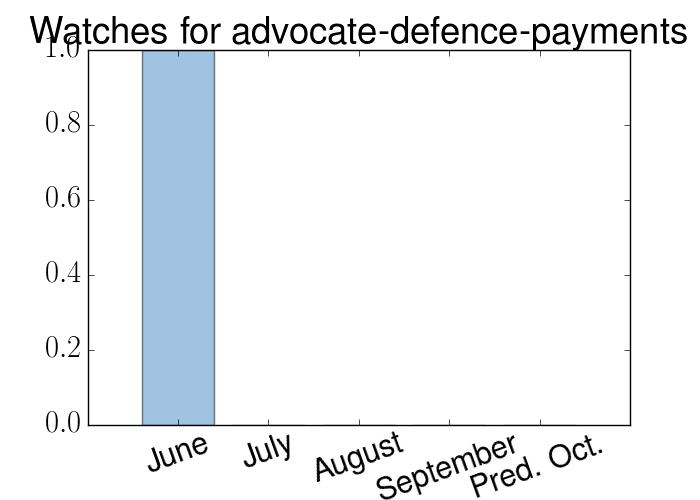 Watches for advocate-defence-payments
1.0
0.8
0.6
0.4
0.2
0.0
June
July
August
September
Pred. Oct.